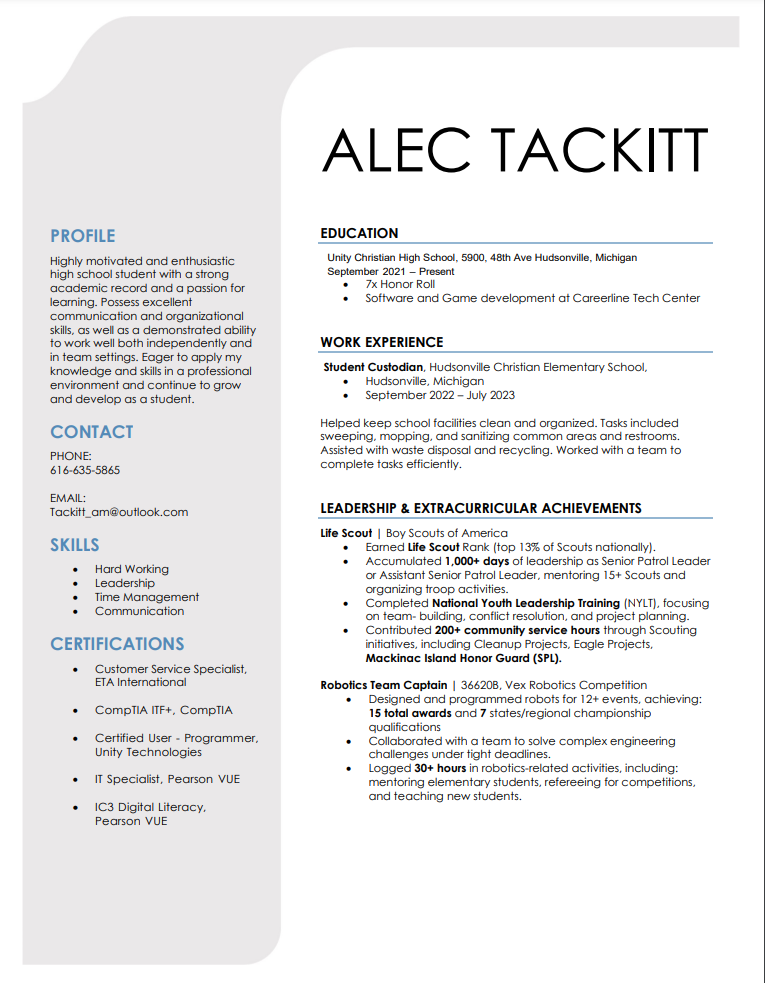 ALEC TACKITT
PROFILE
Highly motivated and enthusiastic
high school student with a strong
academic record and a passion for
learning. Possess excellent
communication and organizational
skills, as well as a demonstrated ability
to work well both independently and
in team settings. Eager to apply my
knowledge and skills in a professional
environment and continue to grow
and develop as a student.
CONTACT
PHONE:
616-635-5865
EMAIL:
Tackitt_am@outlook.com
SKILLS
• Hard Working
• Leadership
• Time Management
• Communication
CERTIFICATIONS
• Customer Service Specialist,
ETA International
• CompTIA ITF+, CompTIA
• Certified User - Programmer,
Unity Technologies
• IT Specialist, Pearson VUE
• IC3 Digital Literacy,
Pearson VUE
EDUCATION
Unity Christian High School, 5900, 48th Ave Hudsonville, Michigan
September 2021 – Present
• 7x Honor Roll
• Software and Game development at Careerline Tech Center
WORK EXPERIENCE
Student Custodian, Hudsonville Christian Elementary School,
• Hudsonville, Michigan
• September 2022 – July 2023
Helped keep school facilities clean and organized. Tasks included
sweeping, mopping, and sanitizing common areas and restrooms.
Assisted with waste disposal and recycling. Worked with a team to
complete tasks efficiently.
LEADERSHIP & EXTRACURRICULAR ACHIEVEMENTS
Life Scout | Boy Scouts of America
• Earned Life Scout Rank (top 13% of Scouts nationally).
• Accumulated 1,000+ days of leadership as Senior Patrol Leader
or Assistant Senior Patrol Leader, mentoring 15+ Scouts and
organizing troop activities.
• Completed National Youth Leadership Training (NYLT), focusing
on team- building, conflict resolution, and project planning.
• Contributed 200+ community service hours through Scouting
initiatives, including Cleanup Projects, Eagle Projects,
Mackinac Island Honor Guard (SPL).
Robotics Team Captain | 36620B, Vex Robotics Competition
• Designed and programmed robots for 12+ events, achieving:
15 total awards and 7 states/regional championship
qualifications
• Collaborated with a team to solve complex engineering
challenges under tight deadlines.
• Logged 30+ hours in robotics-related activities, including:
mentoring elementary students, refereeing for competitions,
and teaching new students.